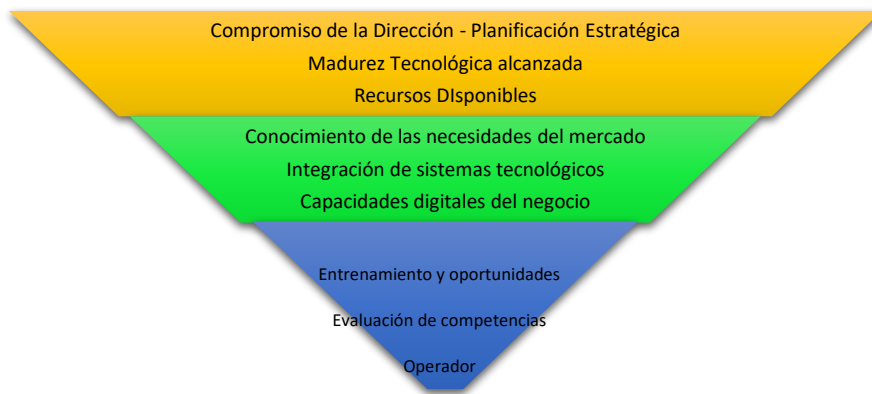 Compromiso de la Dirección - Planificación Estratégica
Madurez Tecnológica alcanzada
Recursos DIsponibles
Conocimiento de las necesidades del mercado
Integración de sistemas tecnológicos
Capacidades digitales del negocio
Entrenamiento y oportunidades
Evaluación de competencias
Operador